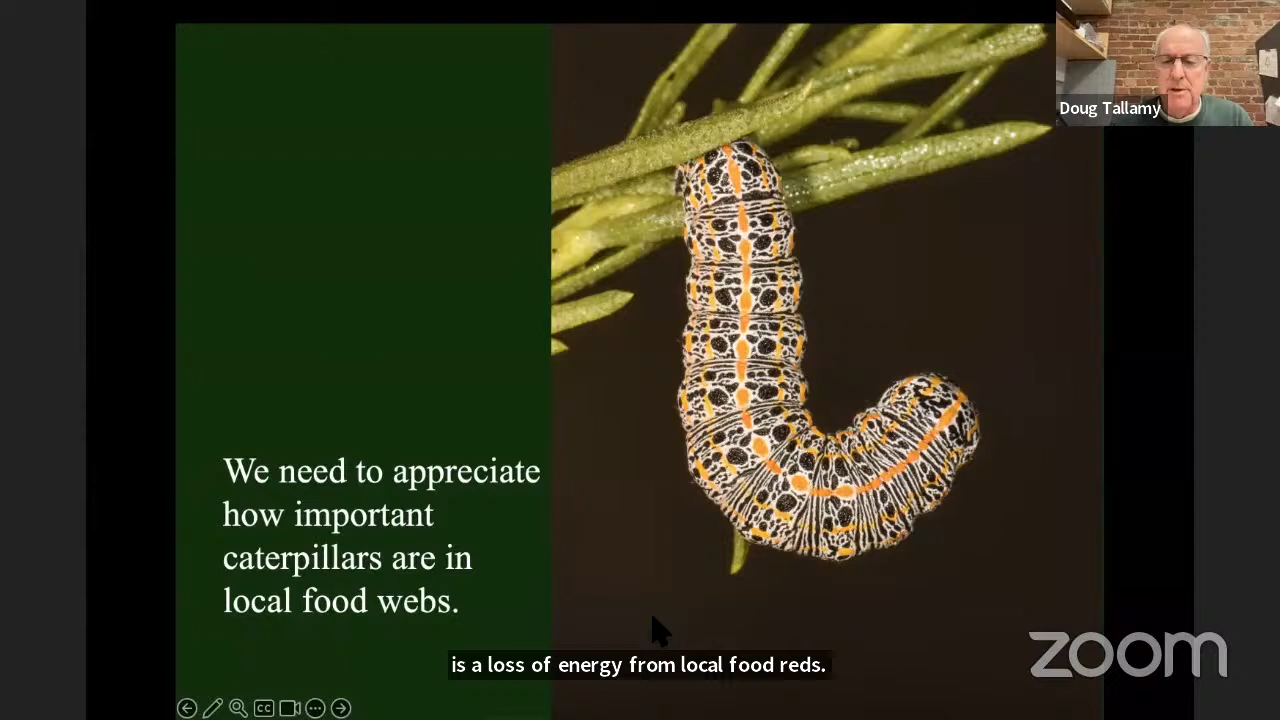 Doug Tallamy
We need to appreciate
how important
caterpillars are in
local food webs.
is a loss of energy from local food reds.
zoom
CC